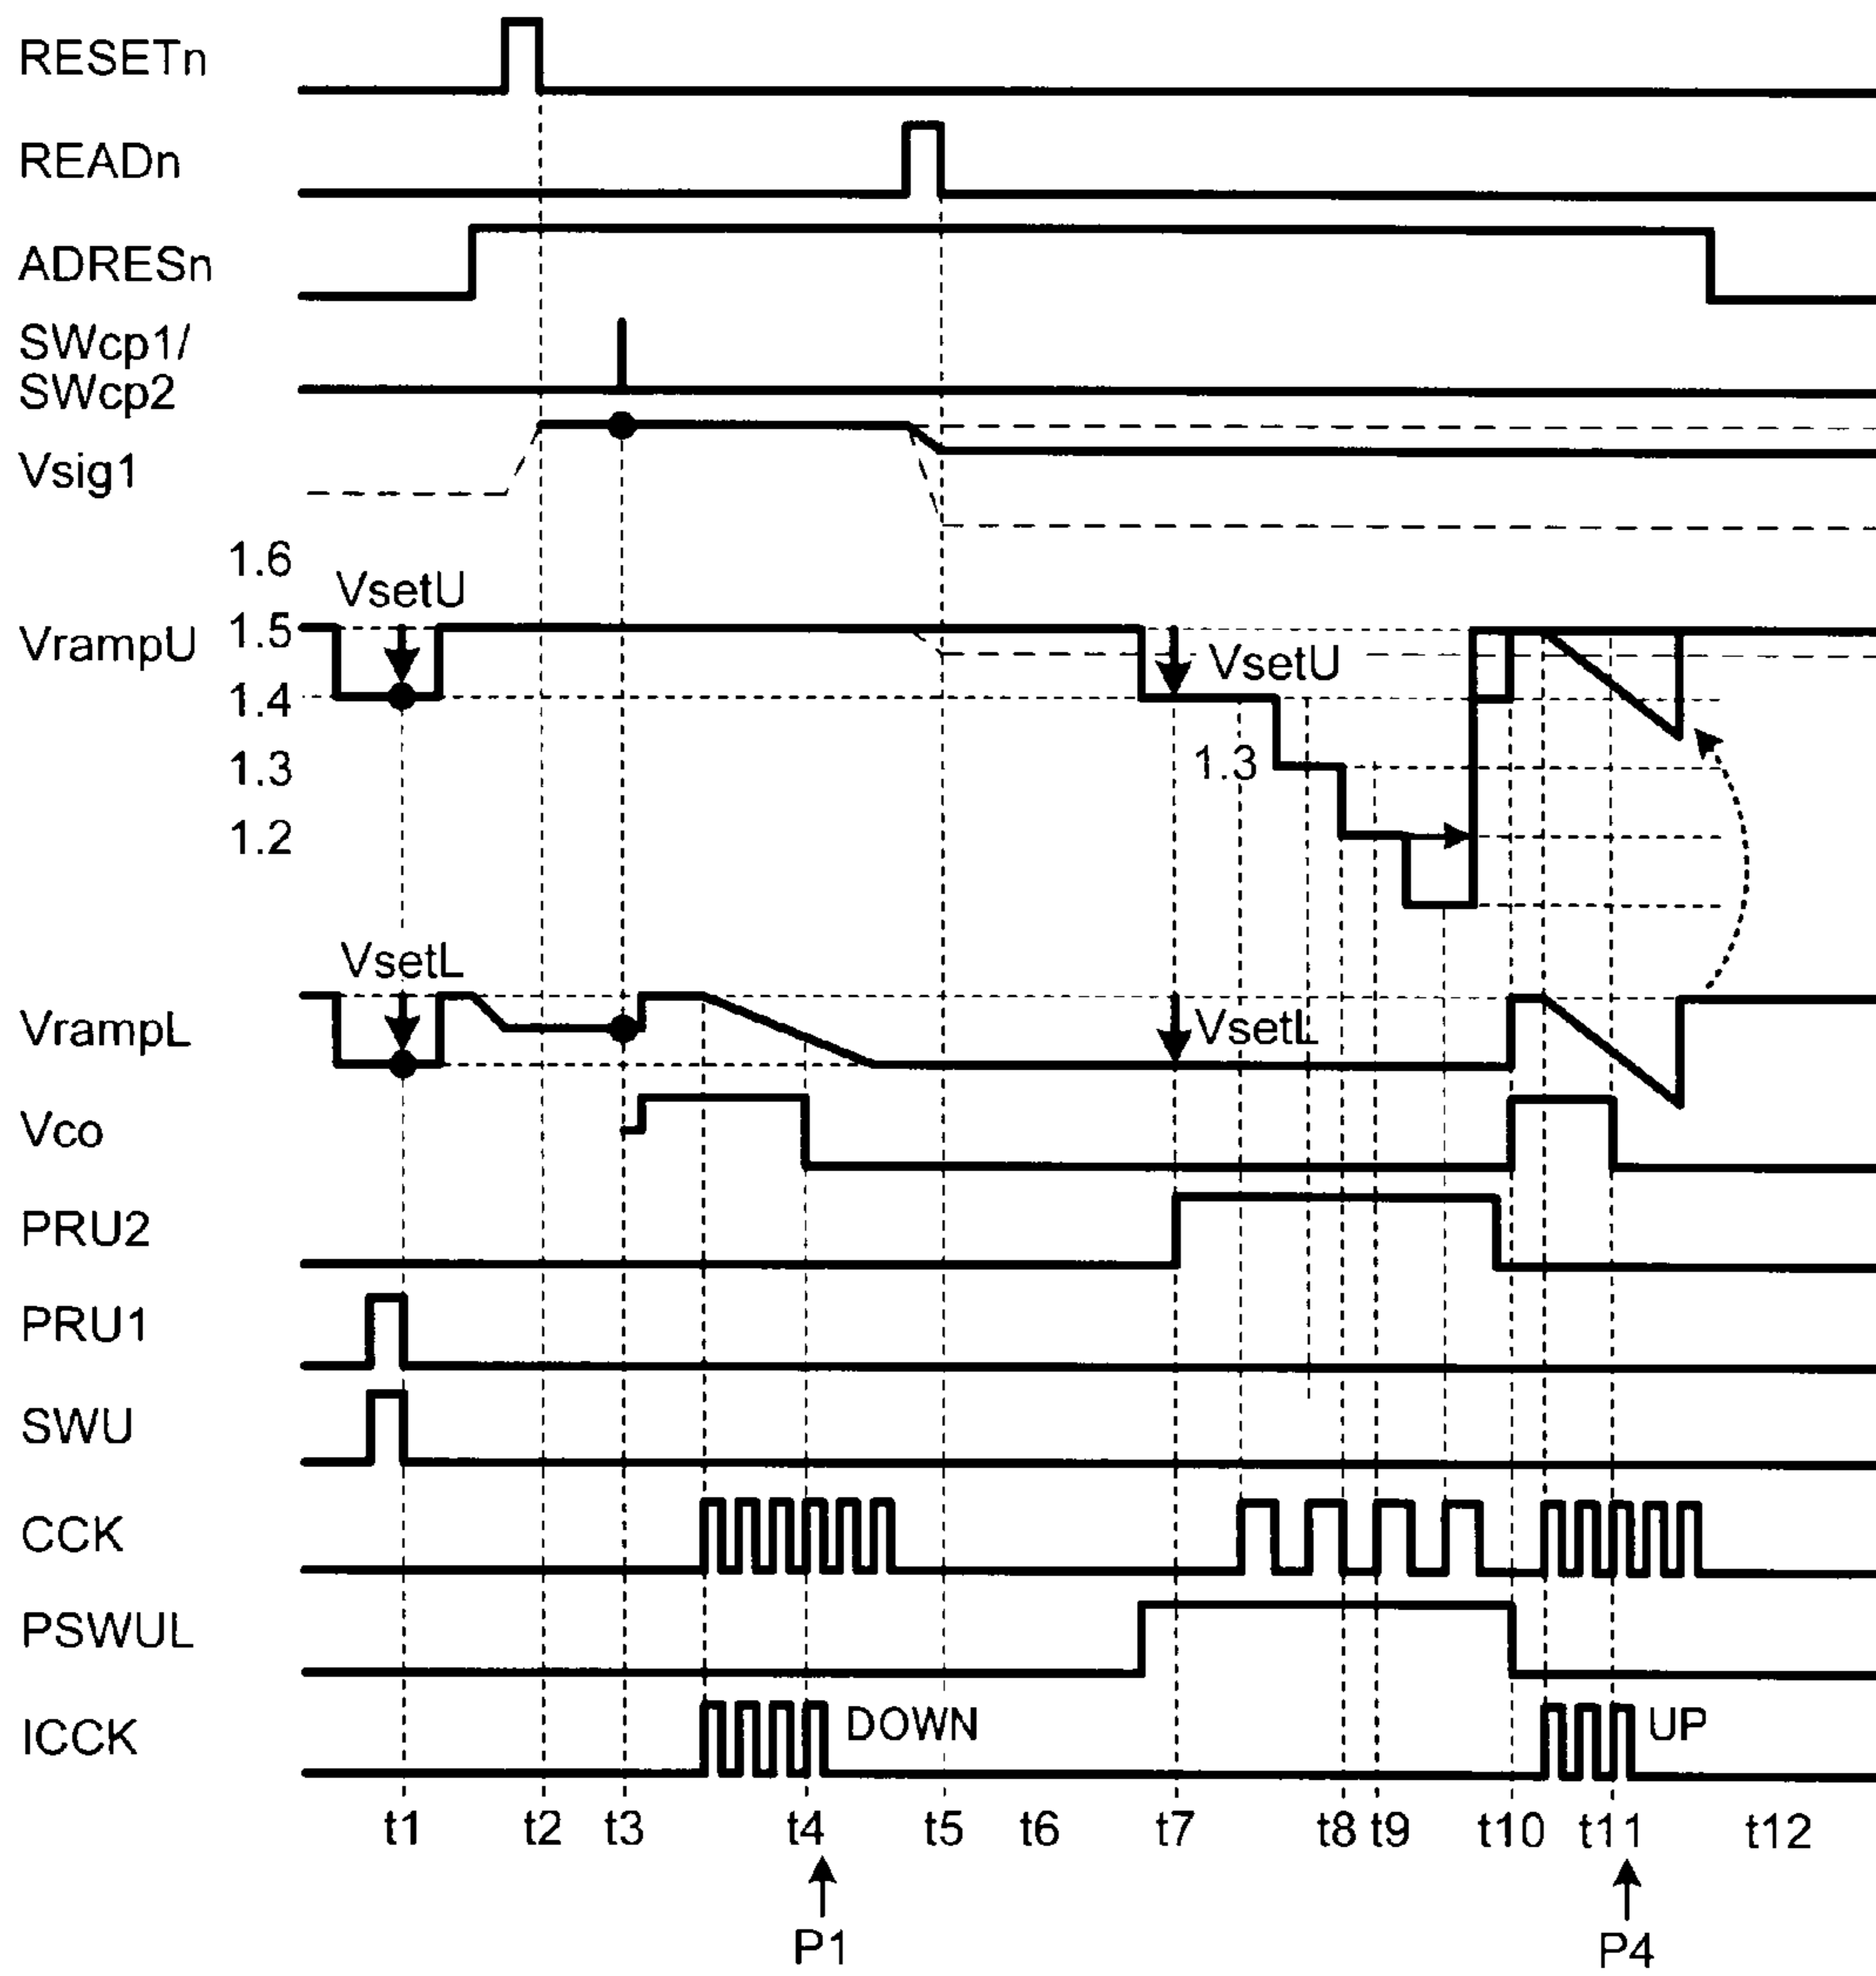 RESETn
READn
ADRESn
SWcp1/
SWcp2
Vsig1
1.6
VsetU
VrampU 1.5
VsetU
1.4
1.3 1.3
1.2
VsetL
VrampL VsetL
Vco
PRU2
PRU1
SWU
CCK
PSWUL
ICCK DOWN UP
t1 t2 t3 t4 t5 t6 t7 t8 t9 t10 t11 t12
P1 P4